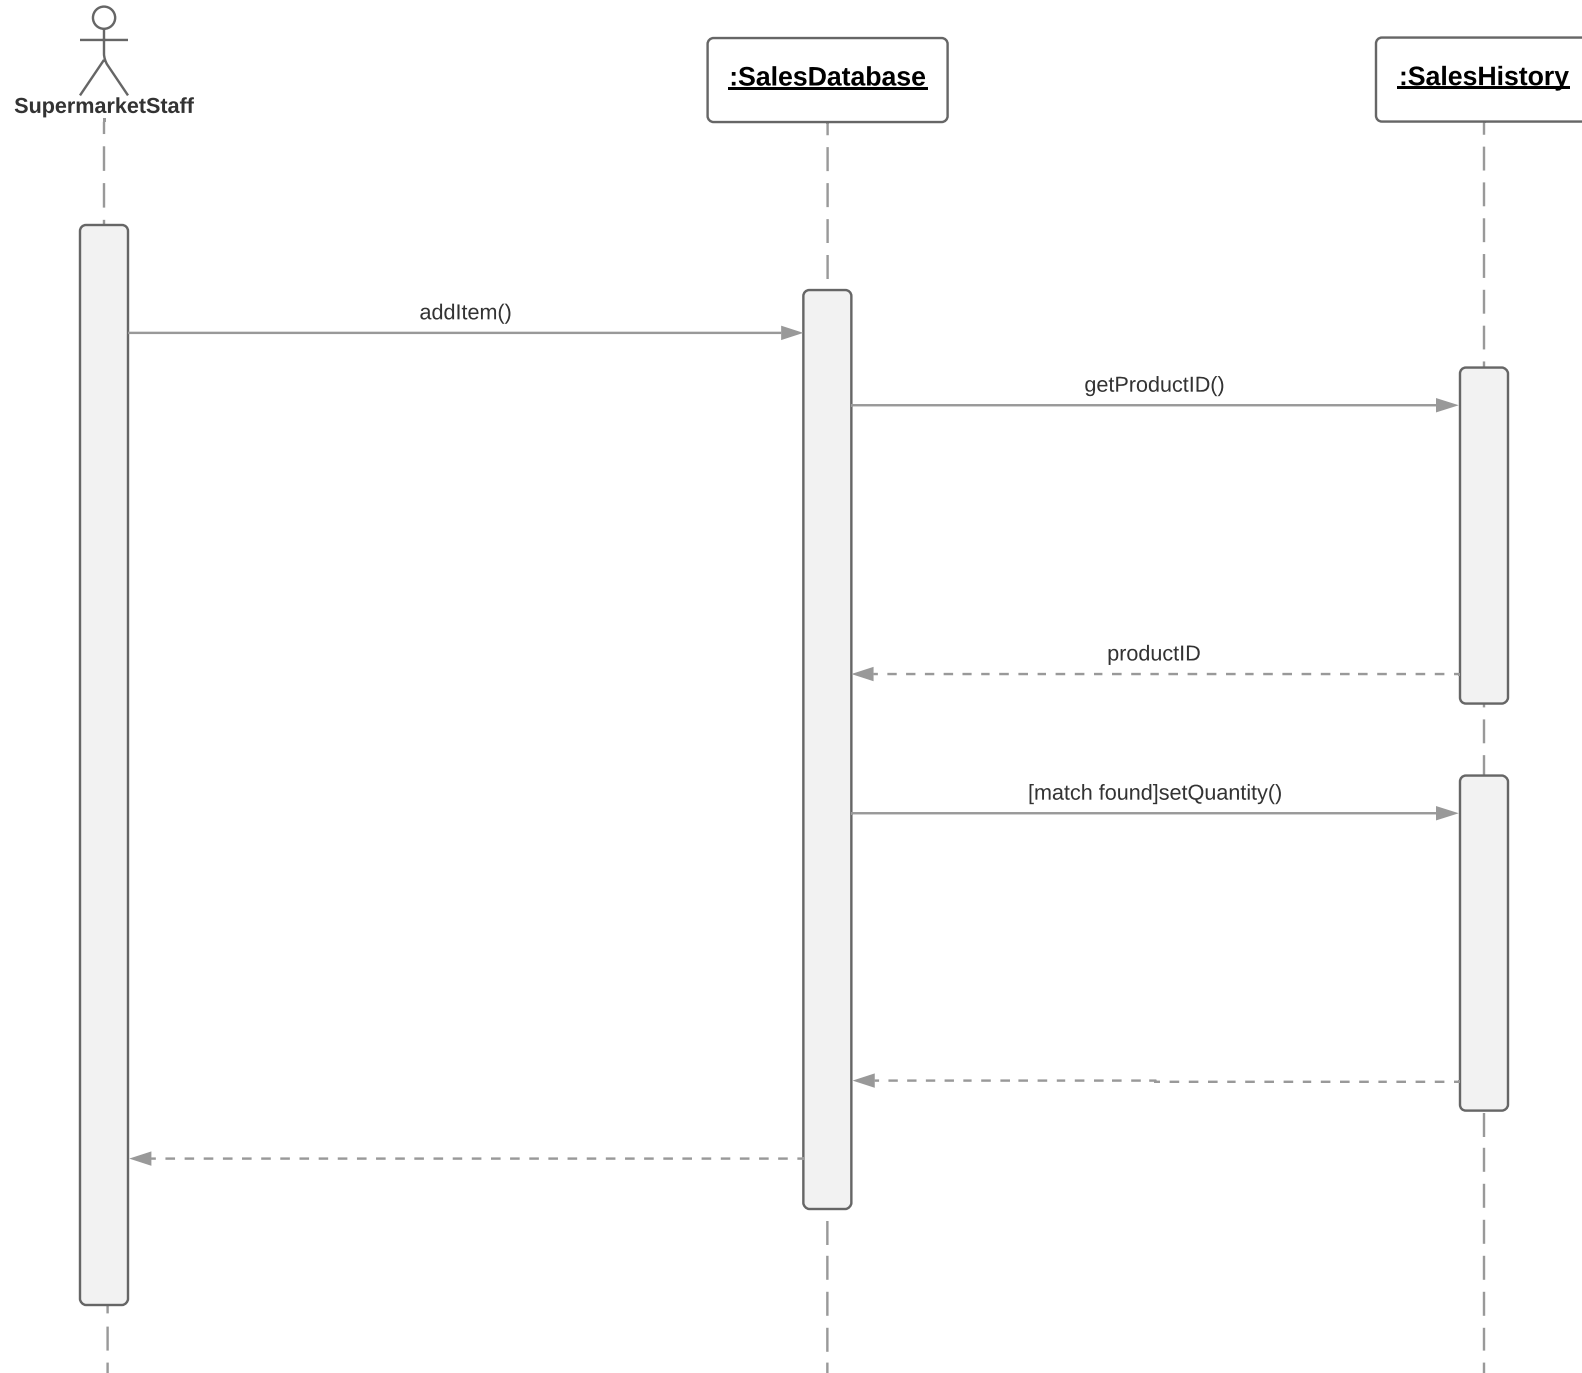 SupermarketStaff
:SalesDatabase
:SalesHistory
addItem()
getProductID()
productID
[match found]setQuantity()